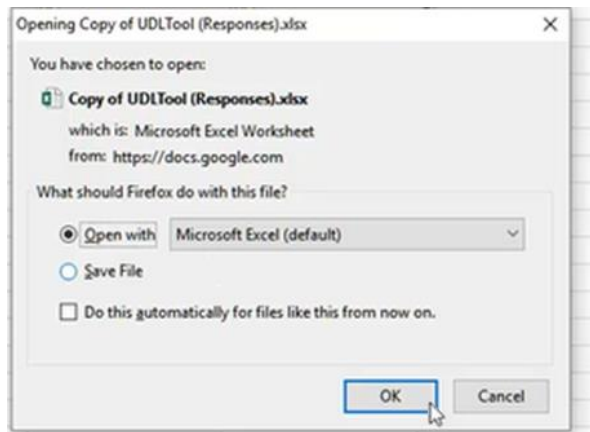 Opening Copy of UDLTool (Responses).xlsx
You have chosen to open:
Copy of UDLTool (Responses).xlsx
which is: Microsoft Excel Worksheet
from: https://docs.google.com
What should Firefox do with this file?
Open with Microsoft Excel (default)
Save File
Do this automatically for files like this from now on.
OK Cancel